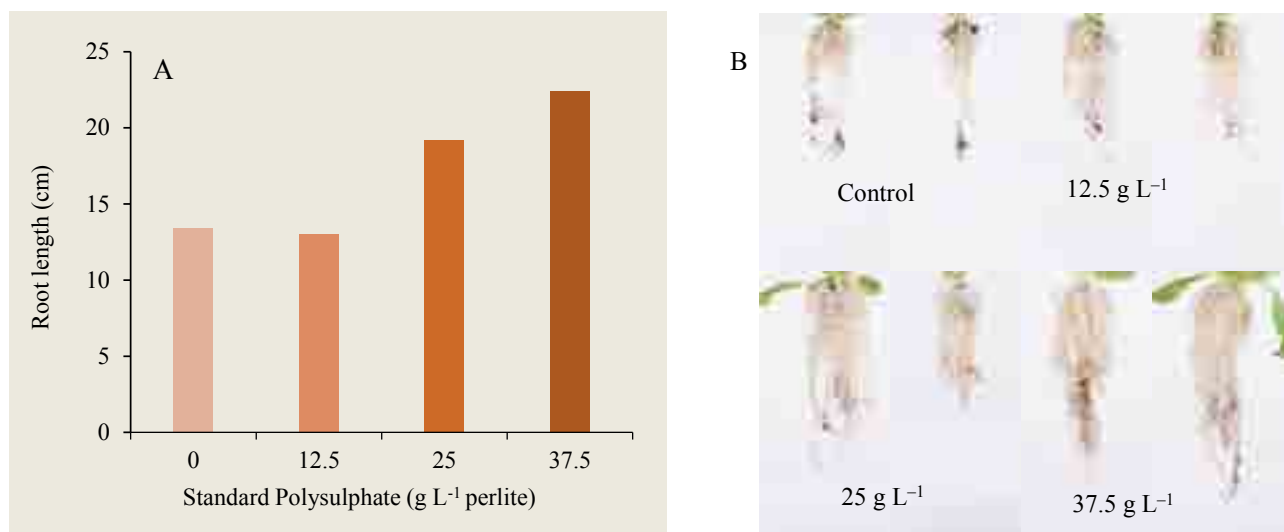 A
25
20
15
10
5
0
Root length (cm)
0 12.5 25 37.5
Standard Polysulphate (g L⁻¹ perlite)
B
Control 12.5 g L⁻¹
25 g L⁻¹ 37.5 g L⁻¹